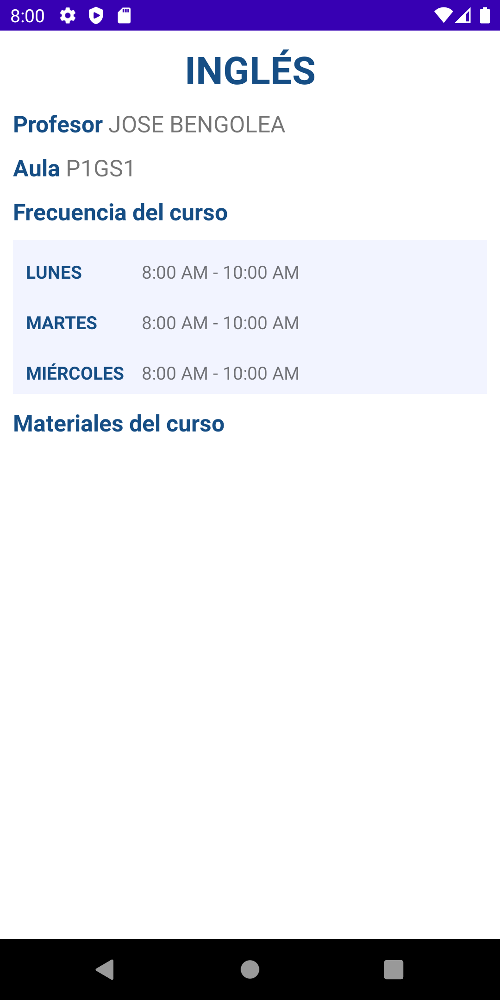 8:00
INGLÉS
Profesor JOSE BENGOLEA
Aula P1GS1
Frecuencia del curso
LUNES 8:00 AM - 10:00 AM
MARTES 8:00 AM - 10:00 AM
MIÉRCOLES 8:00 AM - 10:00 AM
Materiales del curso